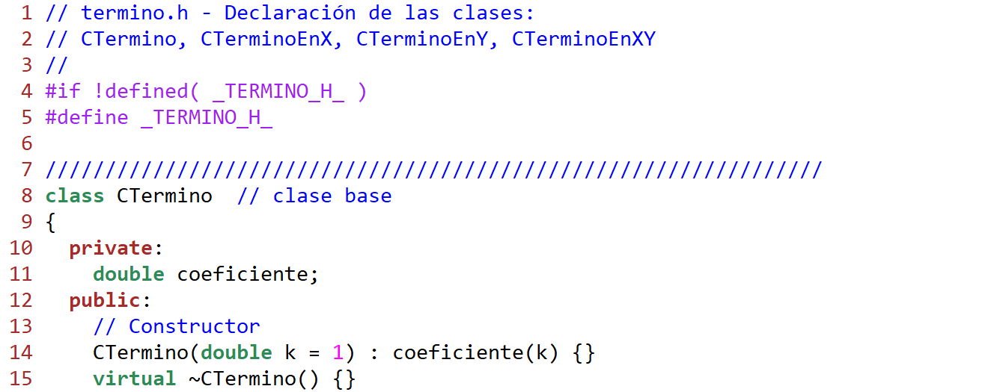 1 // termino.h - Declaración de las clases:
2 // CTermino, CTerminoEnX, CTerminoEnY, CTerminoEnXY
3 //
4 #if !defined( _TERMINO_H_ )
5 #define _TERMINO_H_
6
7 /////////////////////////////////////////////////////////////////
8 class CTermino  // clase base
9 {
10   private:
11     double coeficiente;
12   public:
13     // Constructor
14     CTermino(double k = 1) : coeficiente(k) {}
15     virtual ~CTermino() {}